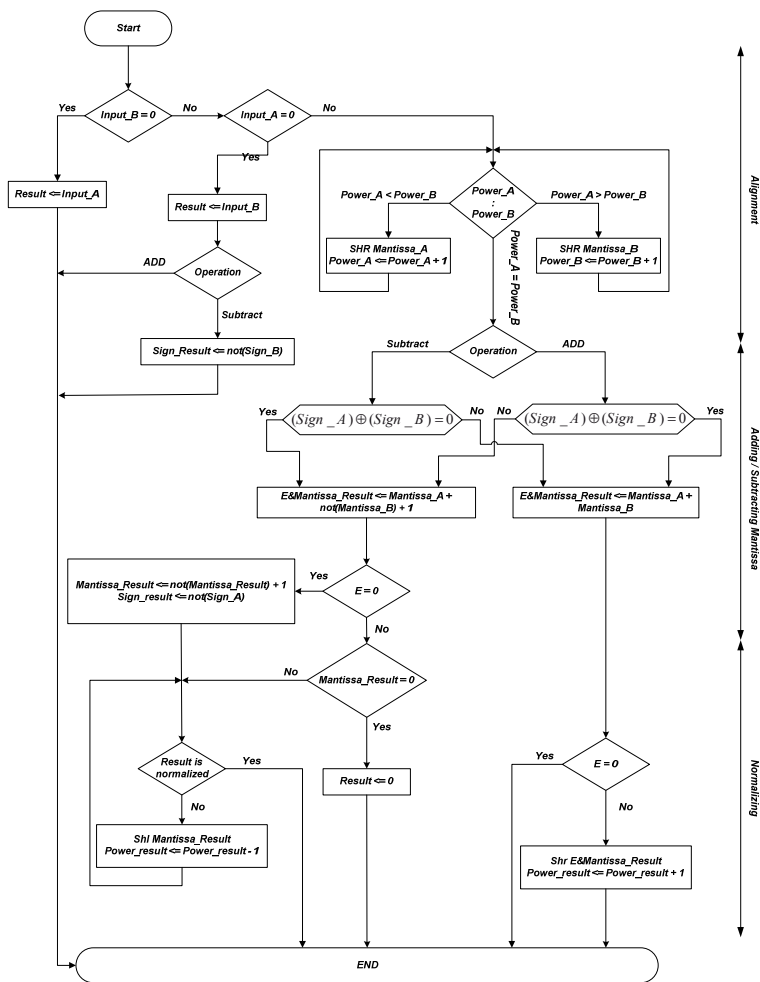 Start
Yes
Input_B = 0
No
Input_A = 0
No
Yes
Result <= Input_A
Result <= Input_B
Power_A < Power_B
Power_A
:
Power_B
Power_A > Power_B
SHR Mantissa_A
Power_A <= Power_A + 1
SHR Mantissa_B
Power_B <= Power_B + 1
Power_A = Power_B
Alignment
ADD
Operation
Subtract
Sign_Result <= not(Sign_B)
Subtract
Operation
ADD
Yes
(Sign _ A) ⊕ (Sign _ B) = 0
No
No
(Sign _ A) ⊕ (Sign _ B) = 0
Yes
E&Mantissa_Result <= Mantissa_A +
not(Mantissa_B) + 1
E&Mantissa_Result <= Mantissa_A +
Mantissa_B
Adding / Subtracting Mantissa
Mantissa_Result <= not(Mantissa_Result) + 1
Sign_result <= not(Sign_A)
Yes
E = 0
No
No
Mantissa_Result = 0
Yes
Result is
normalized
Yes
No
Result <= 0
Yes
E = 0
No
Shl Mantissa_Result
Power_result <= Power_result - 1
Shr E&Mantissa_Result
Power_result <= Power_result + 1
Normalizing
END